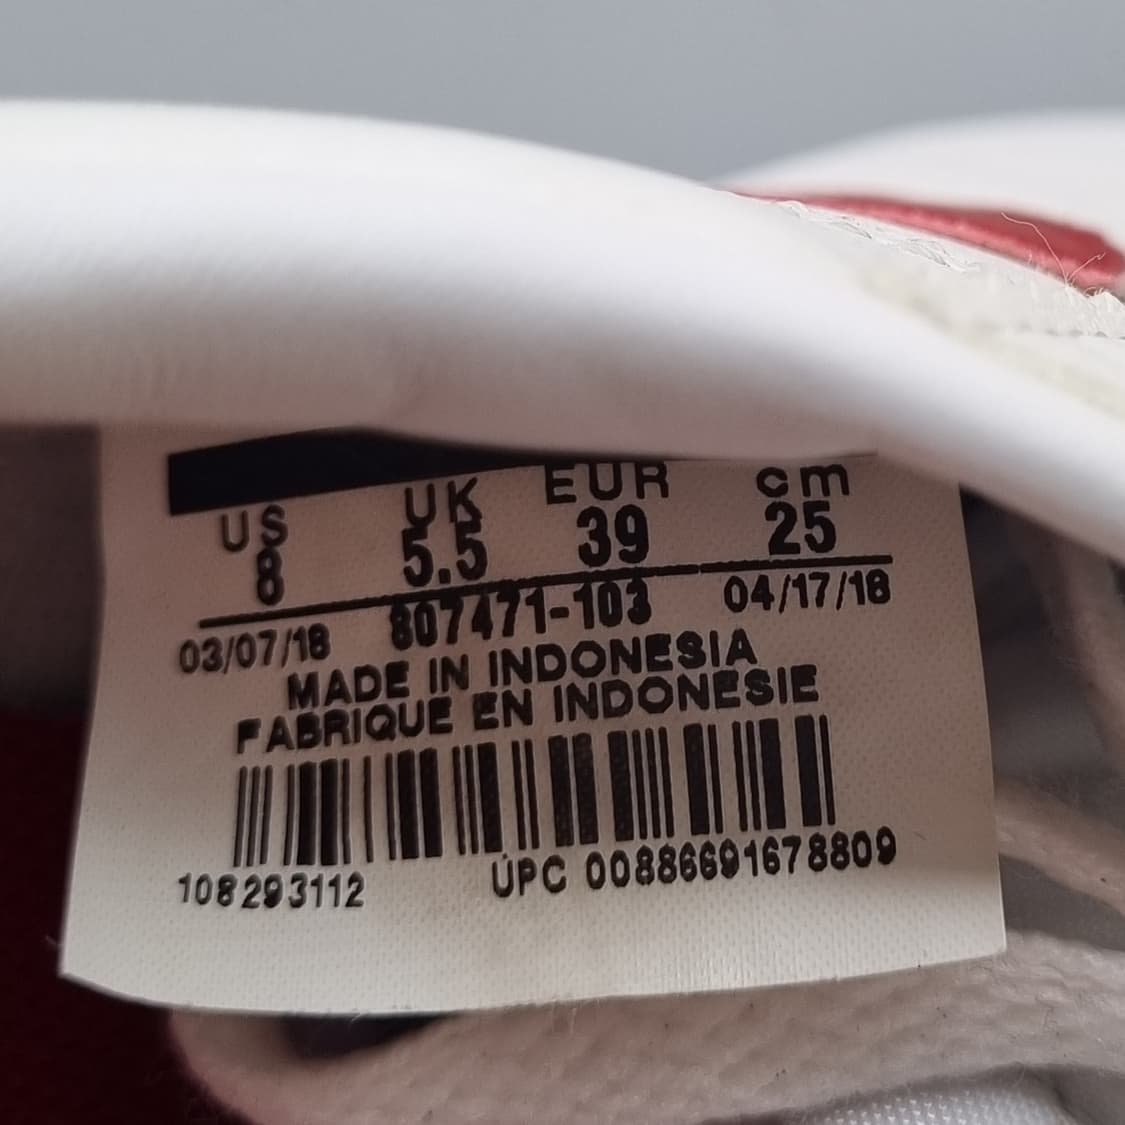 US UK EUR cm
8 5.5 39 25
03/07/18 807471-103 04/17/18
MADE IN INDONESIA
FABRIQUE EN INDONESIE
108293112 UPC 00886691678809